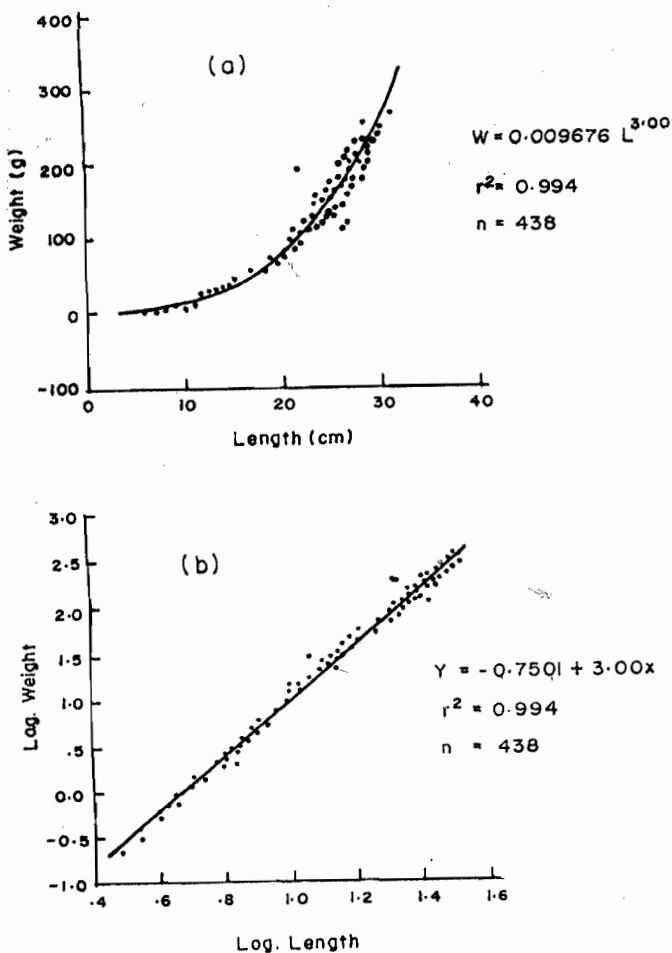 400
(a)
300
W = 0.009676 L^3.00
200
r² = 0.994
100
n = 438
0
-100
0 10 20 30 40
Weight (g)
Length (cm)
3.0
(b)
2.5
2.0
1.5
Y = -0.7501 + 3.00x
1.0
r² = 0.994
.5
n = 438
0.0
-0.5
-1.0
.4 .6 .8 1.0 1.2 1.4 1.6
Lag. Weight
Log. Length